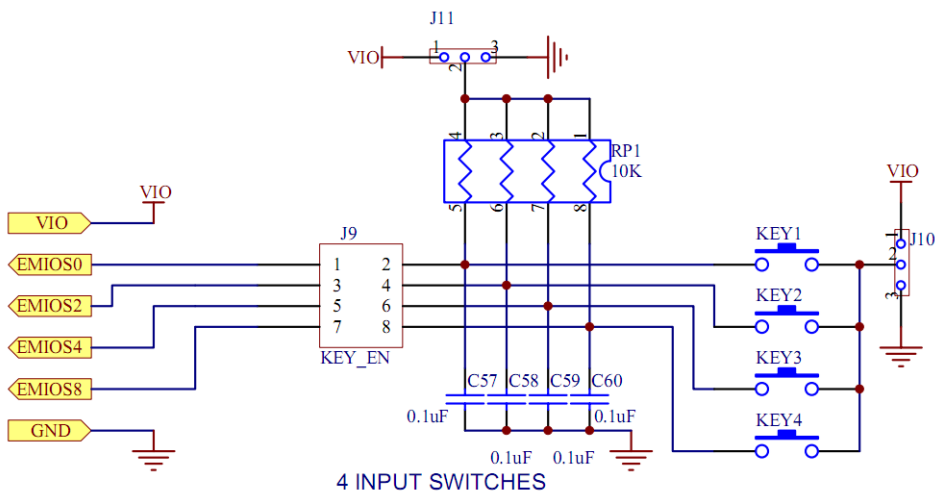 J11
VIO 1 2 3
4 3 2 1
RP1
10K
5 6 7 8
VIO
VIO
VIO
J9
KEY1
1
J10
EMIOS0
1 2
2
EMIOS2
3 4
KEY2
3
EMIOS4
5 6
7 8
KEY_EN
KEY3
EMIOS8
C57 C58 C59 C60
0.1uF 0.1uF
KEY4
GND
0.1uF 0.1uF
4 INPUT SWITCHES